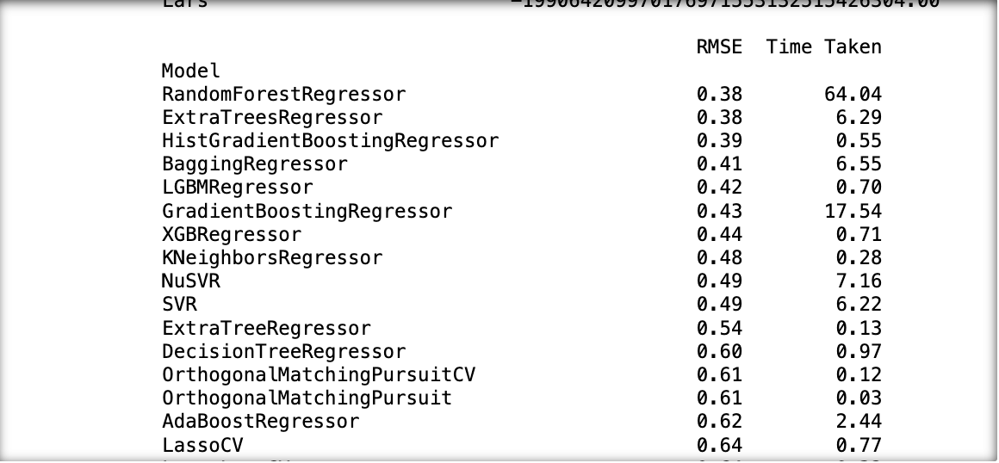 RMSE Time Taken
Model
RandomForestRegressor 0.38 64.04
ExtraTreesRegressor 0.38 6.29
HistGradientBoostingRegressor 0.39 0.55
BaggingRegressor 0.41 6.55
LGBMRegressor 0.42 0.70
GradientBoostingRegressor 0.43 17.54
XGBRegressor 0.44 0.71
KNeighborsRegressor 0.48 0.28
NuSVR 0.49 7.16
SVR 0.49 6.22
ExtraTreeRegressor 0.54 0.13
DecisionTreeRegressor 0.60 0.97
OrthogonalMatchingPursuitCV 0.61 0.12
OrthogonalMatchingPursuit 0.61 0.03
AdaBoostRegressor 0.62 2.44
LassoCV 0.64 0.77